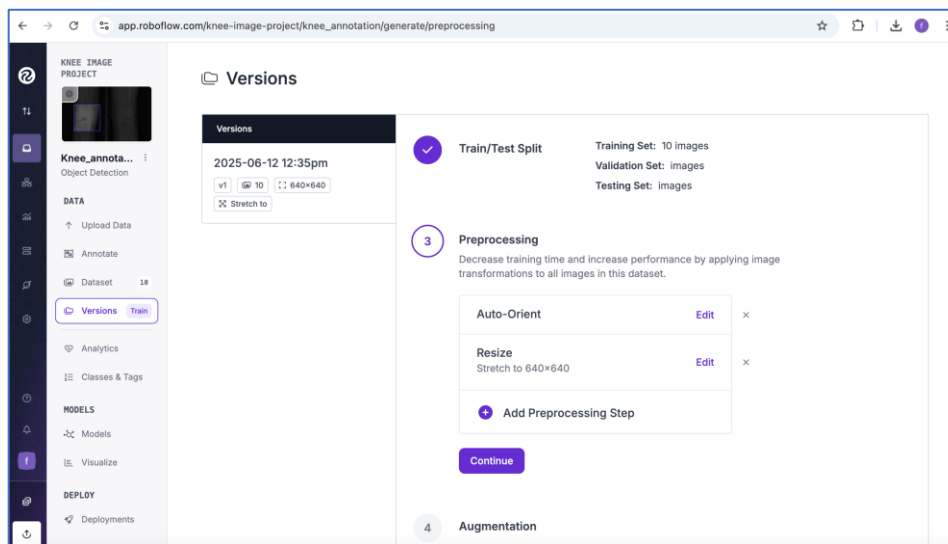 app.roboflow.com/knee-image-project/knee_annotation/generate/preprocessing
f
KNEE IMAGE
PROJECT
Knee_annota...
Object Detection
DATA
Upload Data
Annotate
Dataset 10
Versions Train
Analytics
Classes & Tags
MODELS
Models
Visualize
DEPLOY
Deployments
f
Versions
Versions
2025-06-12 12:35pm
v1 10 640×640
Stretch to
Train/Test Split
Training Set: 10 images
Validation Set: images
Testing Set: images
3 Preprocessing
Decrease training time and increase performance by applying image
transformations to all images in this dataset.
Auto-Orient Edit ×
Resize
Stretch to 640×640
Edit ×
Add Preprocessing Step
Continue
4 Augmentation